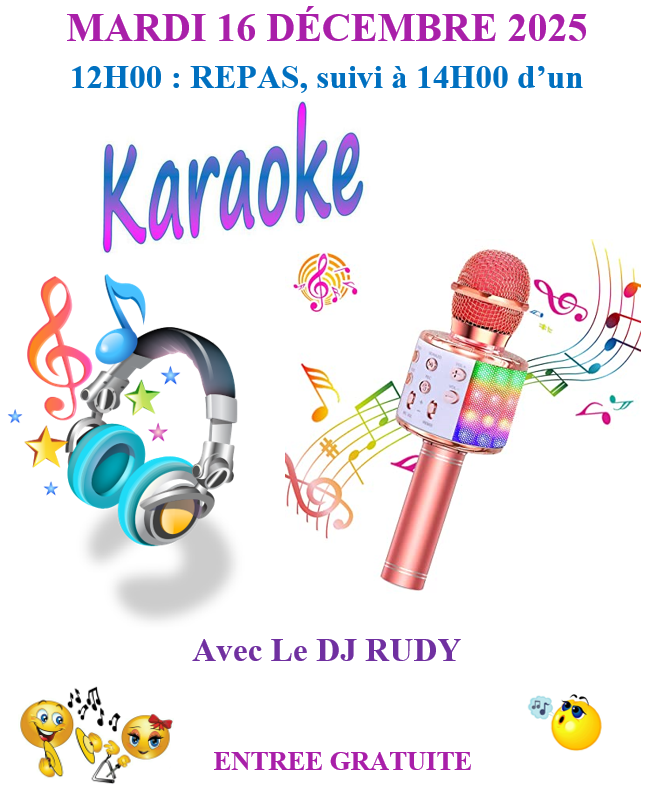 MARDI 16 DÉCEMBRE 2025
12H00 : REPAS, suivi à 14H00 d’un
Karaoke
Avec Le DJ RUDY
ENTREE GRATUITE